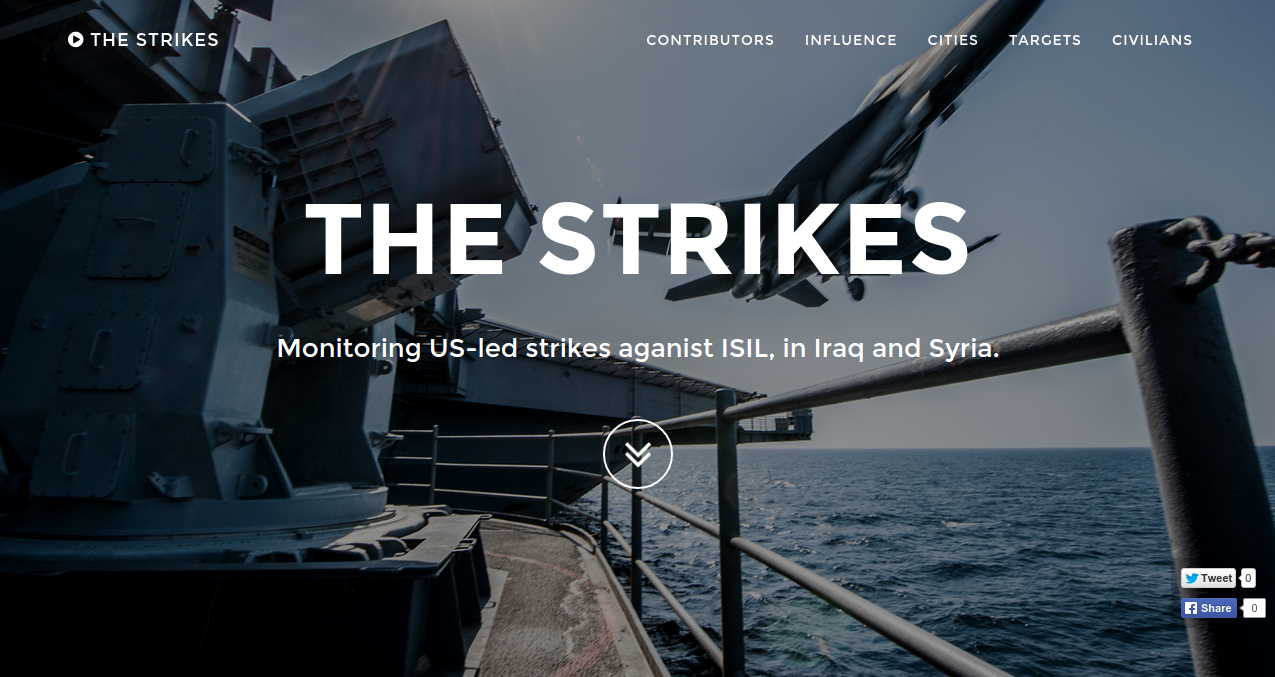 THE STRIKES
CONTRIBUTORS INFLUENCE CITIES TARGETS CIVILIANS
THE STRIKES
Monitoring US-led strikes aganist ISIL, in Iraq and Syria.
Tweet 0
Share 0